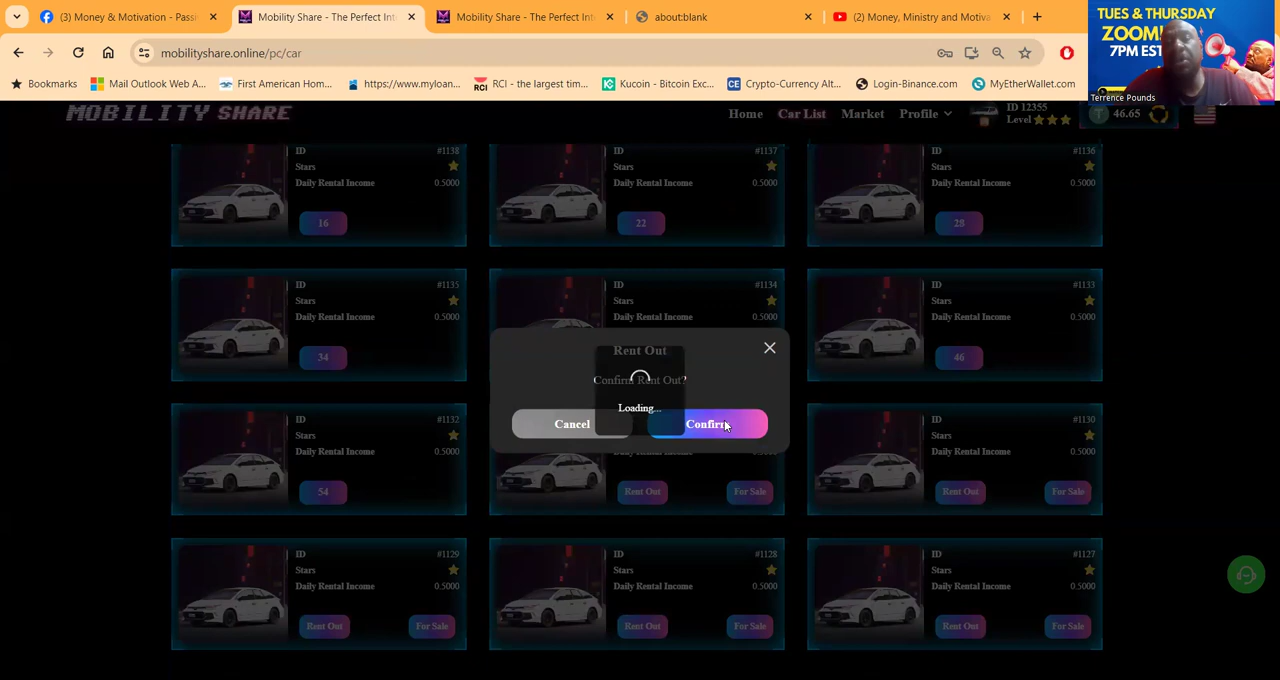 (3) Money & Motivation - Passi
Mobility Share - The Perfect Int
Mobility Share - The Perfect Int
about:blank
(2) Money, Ministry and Motiva
mobilityshare.online/pc/car
Bookmarks
Mail Outlook Web A...
First American Hom...
https://www.myloan...
RCI - the largest tim...
Kucoin - Bitcoin Exc...
Crypto-Currency Alt...
Login-Binance.com
MyEtherWallet.com
TUES & THURSDAY
ZOOM
7PM EST
Terrence Pounds
MOBILITY SHARE
Home
Car List
Market
Profile
ID 12355
Level
46.65
ID #1138
Stars
Daily Rental Income 0.5000
16
ID #1137
Stars
Daily Rental Income 0.5000
22
ID #1136
Stars
Daily Rental Income 0.5000
28
ID #1135
Stars
Daily Rental Income 0.5000
34
ID #1134
Stars
Daily Rental Income 0.5000
ID #1133
Stars
Daily Rental Income 0.5000
46
Rent Out
Confirm Rent Out?
Loading...
Cancel
Confirm
ID #1132
Stars
Daily Rental Income 0.5000
54
0.5000
Rent Out
For Sale
ID #1130
Stars
Daily Rental Income 0.5000
Rent Out
For Sale
ID #1129
Stars
Daily Rental Income 0.5000
Rent Out
For Sale
ID #1128
Stars
Daily Rental Income 0.5000
Rent Out
For Sale
ID #1127
Stars
Daily Rental Income 0.5000
Rent Out
For Sale